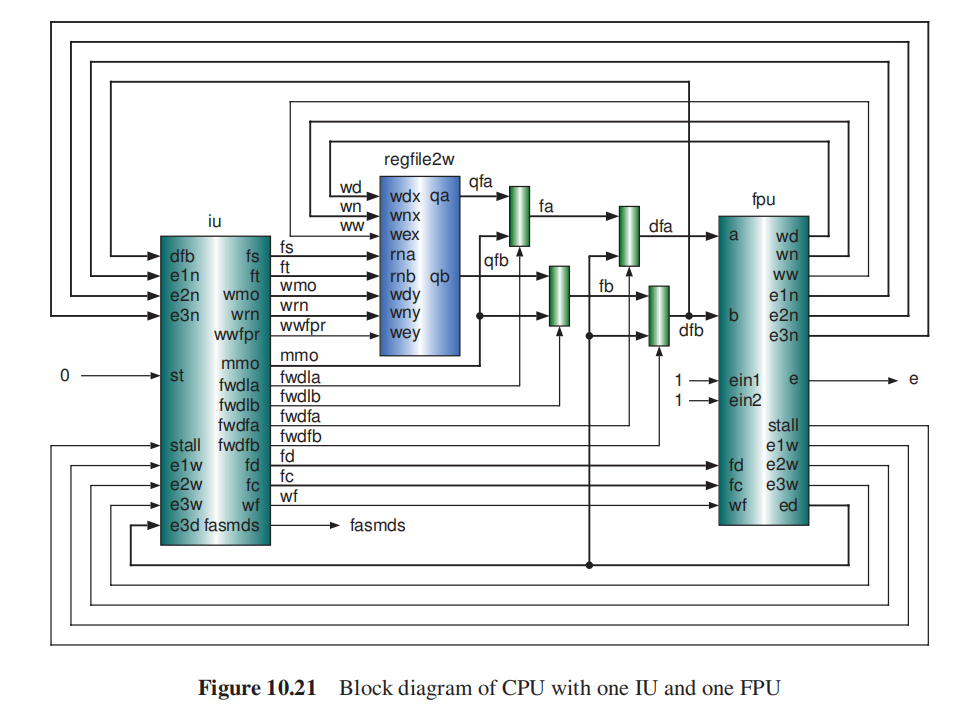 regfile2w
wd
wn
ww
wdx qa
wnx
wex
rna
rnb qb
wdy
wny
wey
qfa
fa
qfb
fb
dfa
dfb
iu
dfb fs
e1n ft
e2n wmo
e3n wrn
wwfpr
mmo
0
st
fwdla
fwdlb
fwdfa
stall fwdfb
e1w fd
e2w fc
e3w wf
e3d fasmds
fs
ft
wmo
wrn
wwfpr
mmo
fwdla
fwdlb
fwdfa
fwdfb
fd
fc
wf
fasmds
fpu
a wd
wn
ww
e1n
b e2n
e3n
1
ein1 e
e
1
ein2
stall
e1w
fd e2w
fc e3w
wf ed
Figure 10.21 Block diagram of CPU with one IU and one FPU